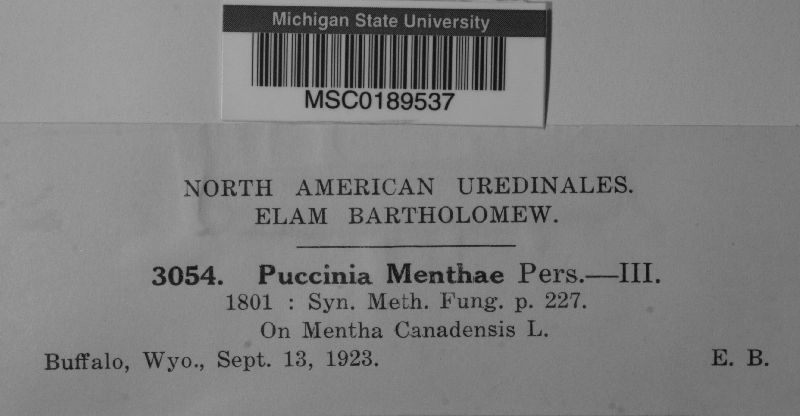 Michigan State University
MSC0189537
NORTH AMERICAN UREDINALES.
ELAM BARTHOLOMEW.
3054. Puccinia Menthae Pers.—III.
1801 : Syn. Meth. Fung. p. 227.
On Mentha Canadensis L.
Buffalo, Wyo., Sept. 13, 1923. E. B.